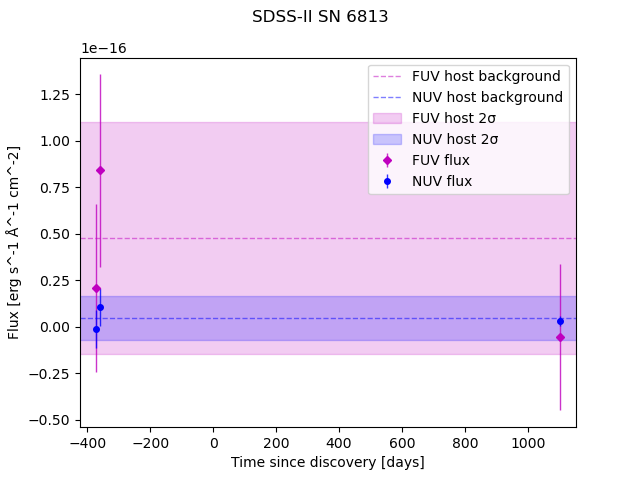 SDSS-II SN 6813
1e−16
FUV host background
NUV host background
FUV host 2σ
NUV host 2σ
FUV flux
NUV flux
1.25
1.00
0.75
0.50
0.25
0.00
−0.25
−0.50
Flux [erg s^-1 Å^-1 cm^-2]
−400 −200 0 200 400 600 800 1000
Time since discovery [days]